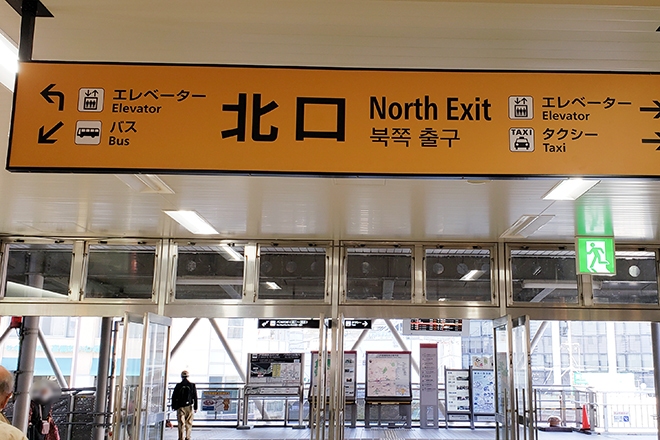 エレベーター
Elevator
バス
Bus
北口
North Exit
북쪽 출구
エレベーター
Elevator
TAXI
タクシー
Taxi